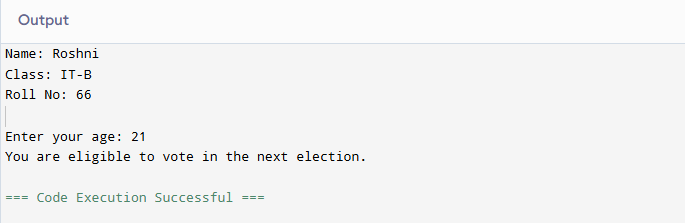 Output
Name: Roshni
Class: IT-B
Roll No: 66
Enter your age: 21
You are eligible to vote in the next election.
=== Code Execution Successful ===